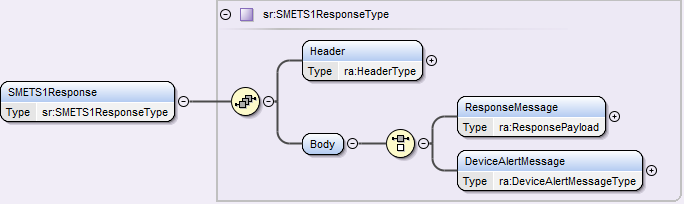 sr:SMETS1ResponseType
Header
Type ra:HeaderType
SMETS1Response
Type sr:SMETS1ResponseType
ResponseMessage
Type ra:ResponsePayload
Body
DeviceAlertMessage
Type ra:DeviceAlertMessageType